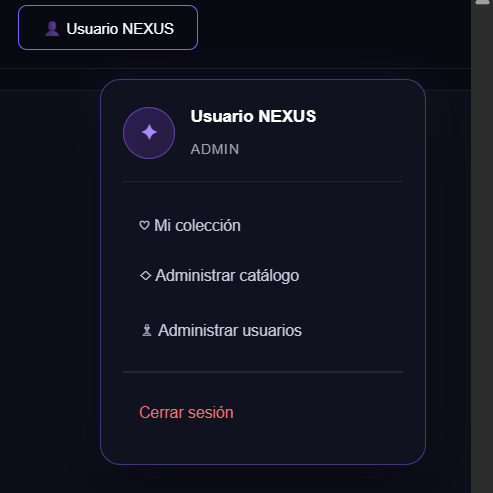 👤 Usuario NEXUS
✦
Usuario NEXUS
ADMIN
♡ Mi colección
◇ Administrar catálogo
♗ Administrar usuarios
Cerrar sesión